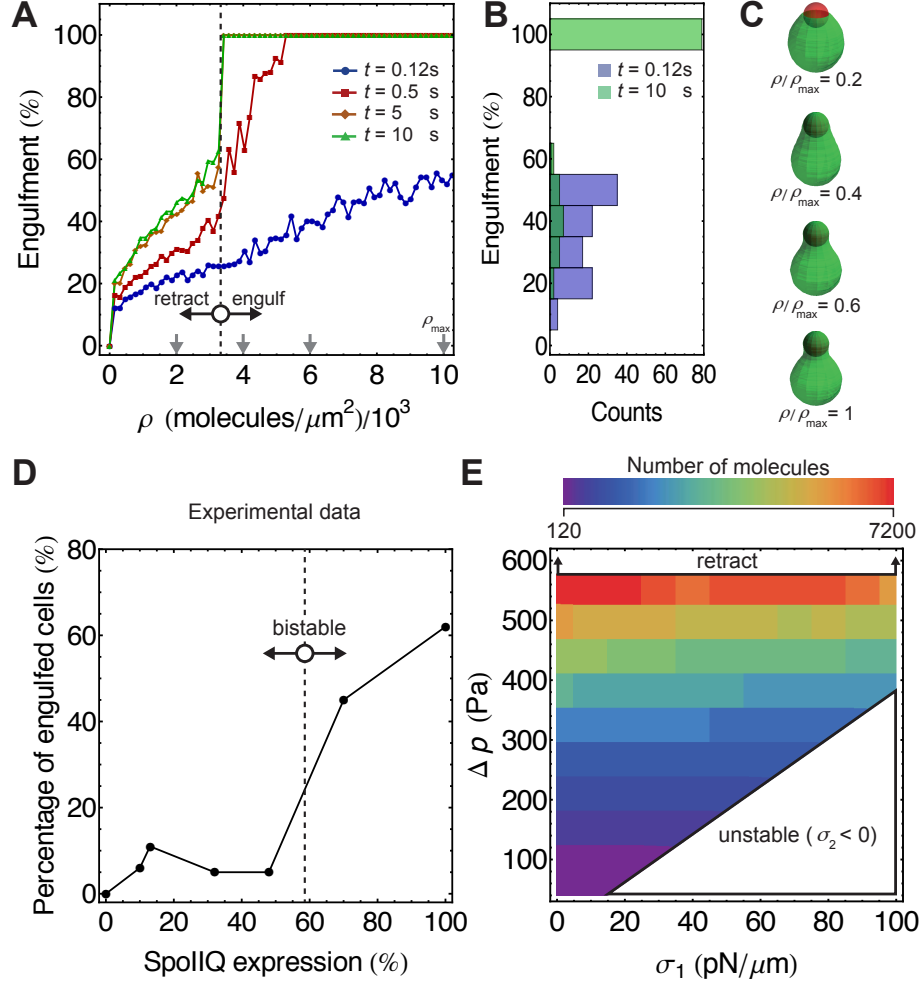 A
100
80
60
40
20
0
Engulfment (%)
t = 0.12s
t = 0.5 s
t = 5 s
t = 10 s
retract
engulf
ρmax
0
2
4
6
8
10
ρ (molecules/μm²)/10³
B
100
80
60
40
20
0
Engulfment (%)
t = 0.12s
t = 10 s
0
20
40
60
80
Counts
C
ρ/ρmax = 0.2
ρ/ρmax = 0.4
ρ/ρmax = 0.6
ρ/ρmax = 1
D
Experimental data
80
60
40
20
0
Percentage of engulfed cells (%)
bistable
0
20
40
60
80
100
SpoIIQ expression (%)
E
Number of molecules
120
7200
retract
600
500
400
300
200
100
Δp (Pa)
unstable (σ₂ < 0)
0
20
40
60
80
100
σ₁ (pN/μm)